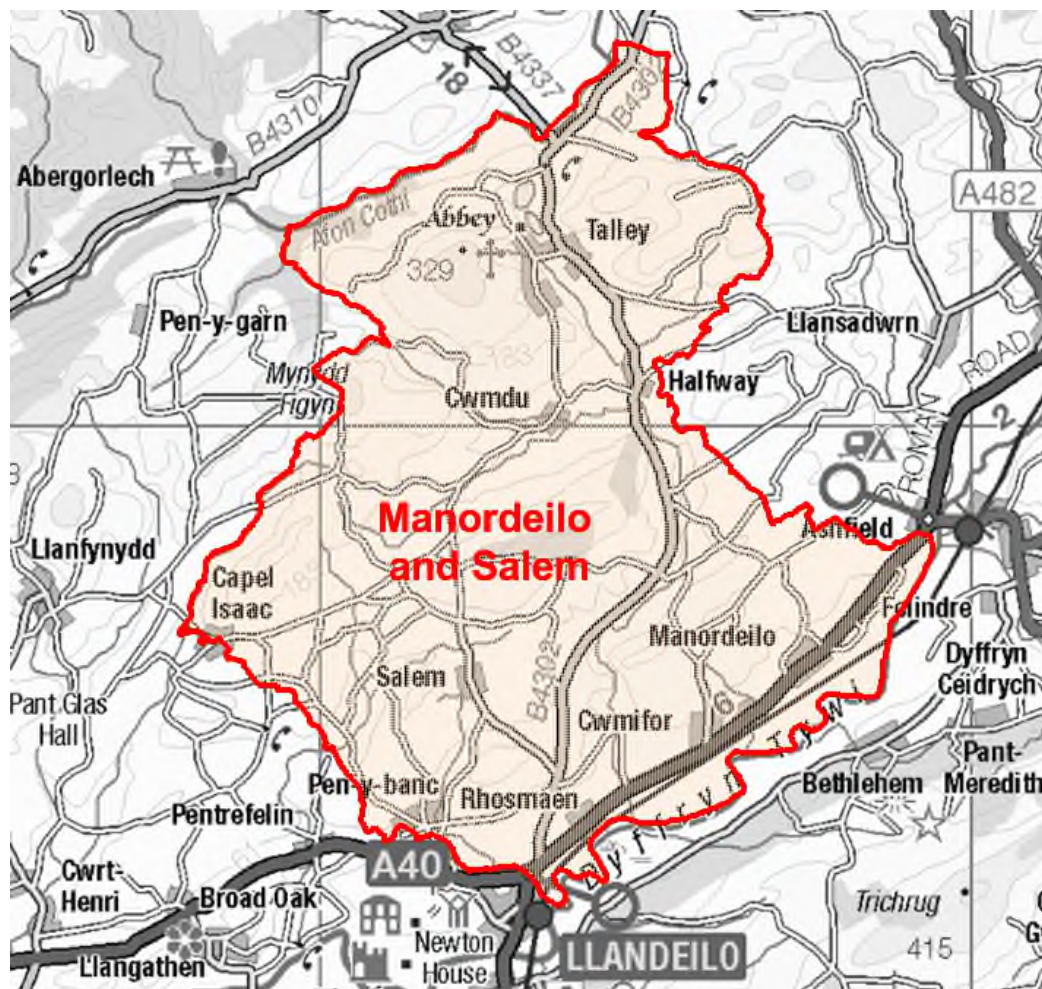 B4337
18
B4310
B4302
Abergorlech
A482
Afon Cothi
Abbey
Talley
329
Pen-y-garn
Llansadwrn
183
Mynydd
Figyn
Halfway
Cwmdu
ROMAN ROAD
2
Manordeilo
and Salem
Ashfield
Llanfynydd
Capel
Isaac
Felindre
Manordeilo
Dyffryn
Ceidrych
Salem
B4302
Pant Glas
Hall
Cwmifor
6
Dyffryn Tywi
Pant-
Meredith
Bethlehem
Pen-y-banc
Rhosmaen
Pentrefelin
A40
Cwrt-
Henri
Broad Oak
Trichrug
Newton
House
415
LLANDEILO
Llangathen